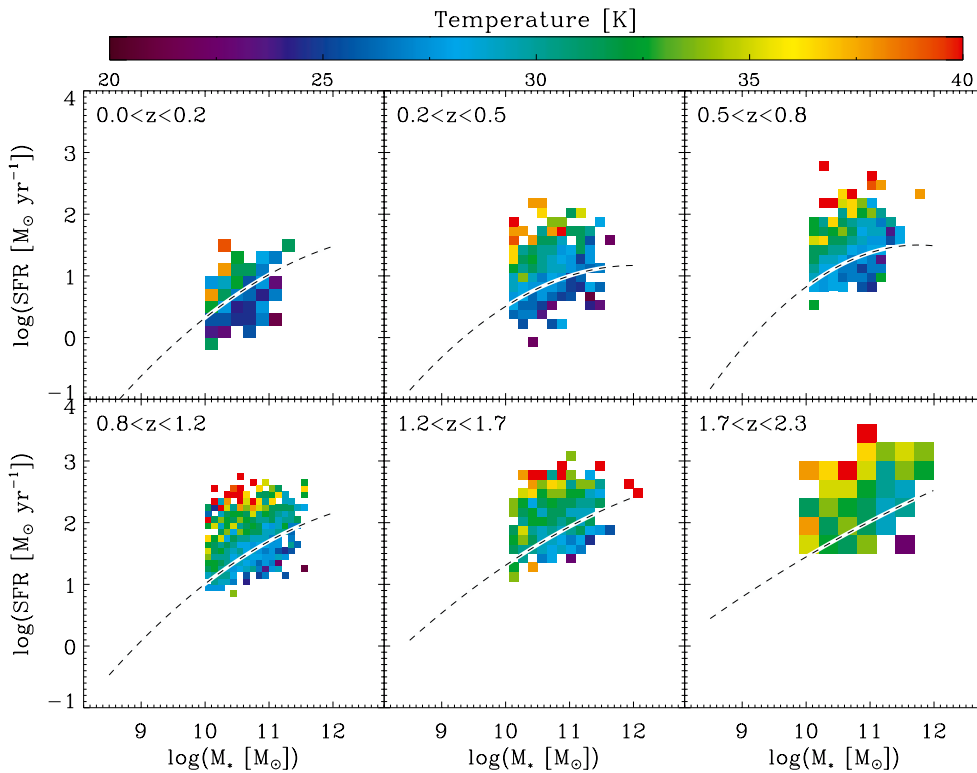 Temperature [K]
20 25 30 35 40
0.0<z<0.2 0.2<z<0.5 0.5<z<0.8
4
3
2
1
0
−1
log(SFR [M⊙ yr⁻¹])
0.8<z<1.2 1.2<z<1.7 1.7<z<2.3
4
3
2
1
0
−1
log(SFR [M⊙ yr⁻¹])
9 10 11 12 9 10 11 12 9 10 11 12
log(M* [M⊙]) log(M* [M⊙]) log(M* [M⊙])